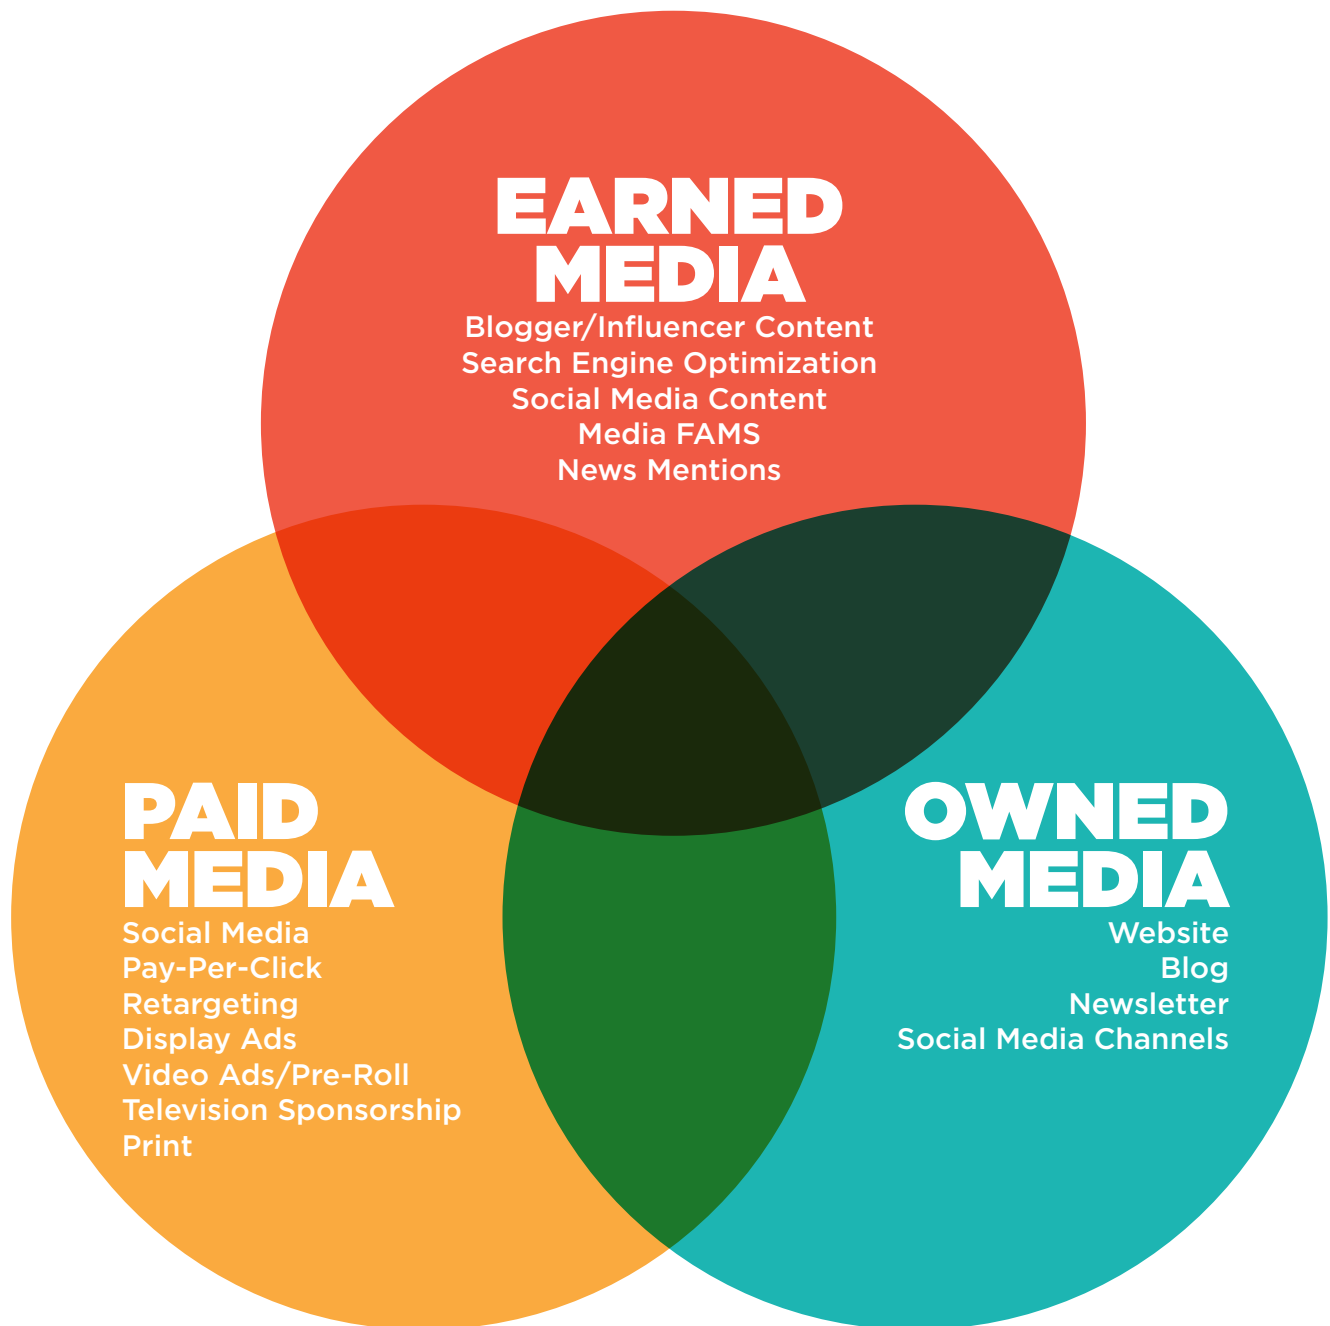 EARNED
MEDIA
Blogger/Influencer Content
Search Engine Optimization
Social Media Content
Media FAMS
News Mentions
PAID
MEDIA
Social Media
Pay-Per-Click
Retargeting
Display Ads
Video Ads/Pre-Roll
Television Sponsorship
Print
OWNED
MEDIA
Website
Blog
Newsletter
Social Media Channels